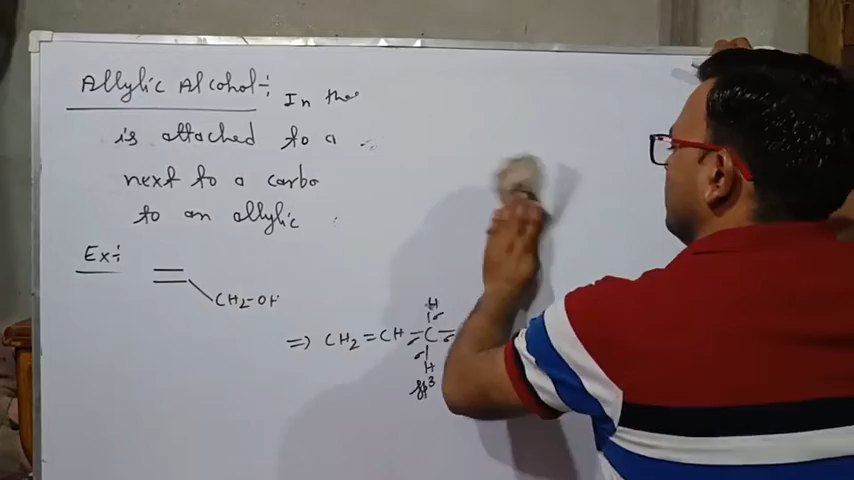 Allylic Alcohol :- In the
is attached to a
next to a carbo
to an allylic
Ex :-
CH2-OH
H
=> CH2=CH-C-
H
sp3